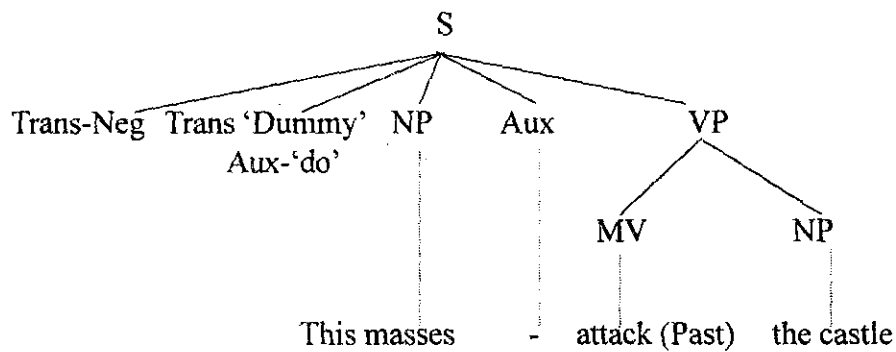 S
Trans-Neg Trans ‘Dummy’ NP Aux VP
Aux-‘do’
MV NP
This masses - attack (Past) the castle